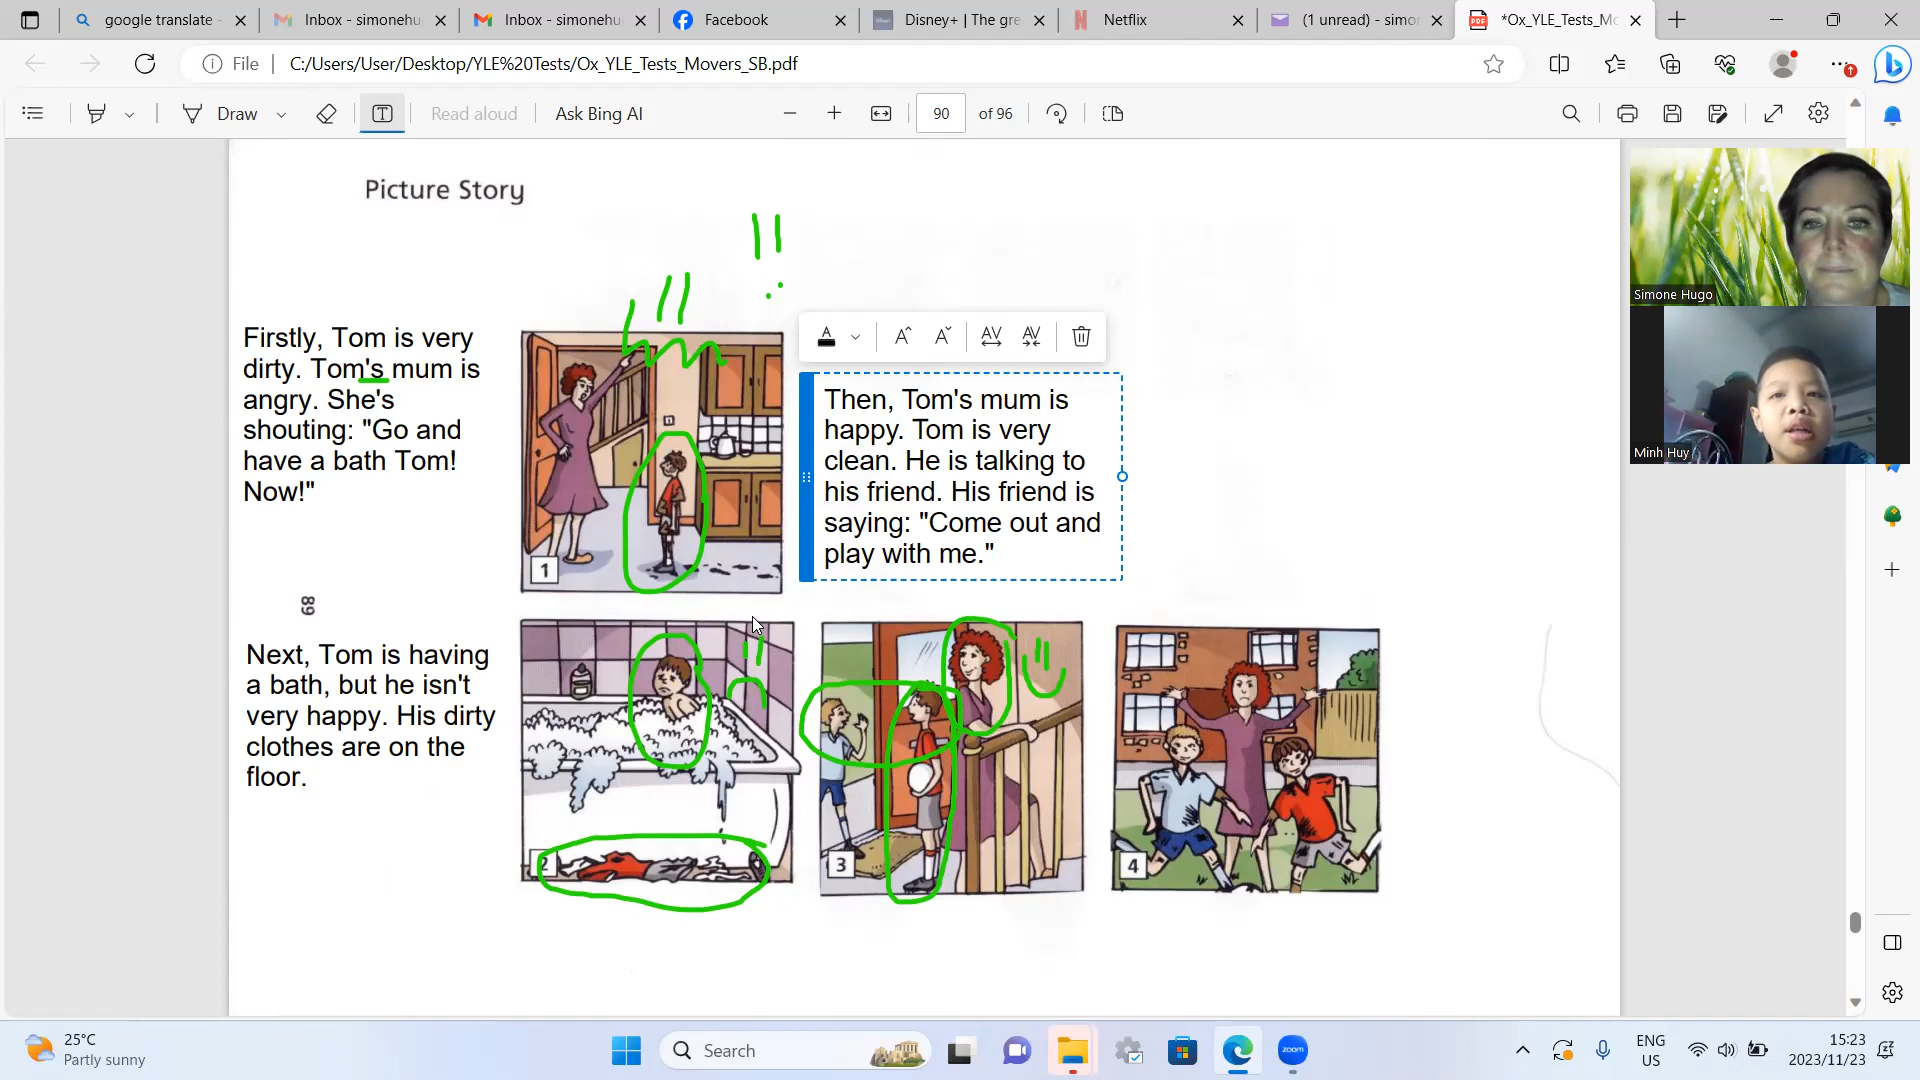 google translate -
Inbox - simonehu
Inbox - simonehu
Facebook
Disney+ | The gre
Netflix
(1 unread) - simo
*Ox_YLE_Tests_Mo
File
C:/Users/User/Desktop/YLE%20Tests/Ox_YLE_Tests_Movers_SB.pdf
Draw
Read aloud
Ask Bing AI
90
of 96
Picture Story
Simone Hugo
Minh Huy
Firstly, Tom is very
dirty. Tom's mum is
angry. She's
shouting: "Go and
have a bath Tom!
Now!"
1
Then, Tom's mum is
happy. Tom is very
clean. He is talking to
his friend. His friend is
saying: "Come out and
play with me."
89
Next, Tom is having
a bath, but he isn't
very happy. His dirty
clothes are on the
floor.
2
3
4
25°C
Partly sunny
Search
zoom
ENG
US
15:23
2023/11/23